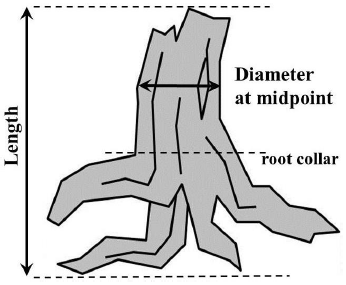 Length
Diameter
at midpoint
root collar